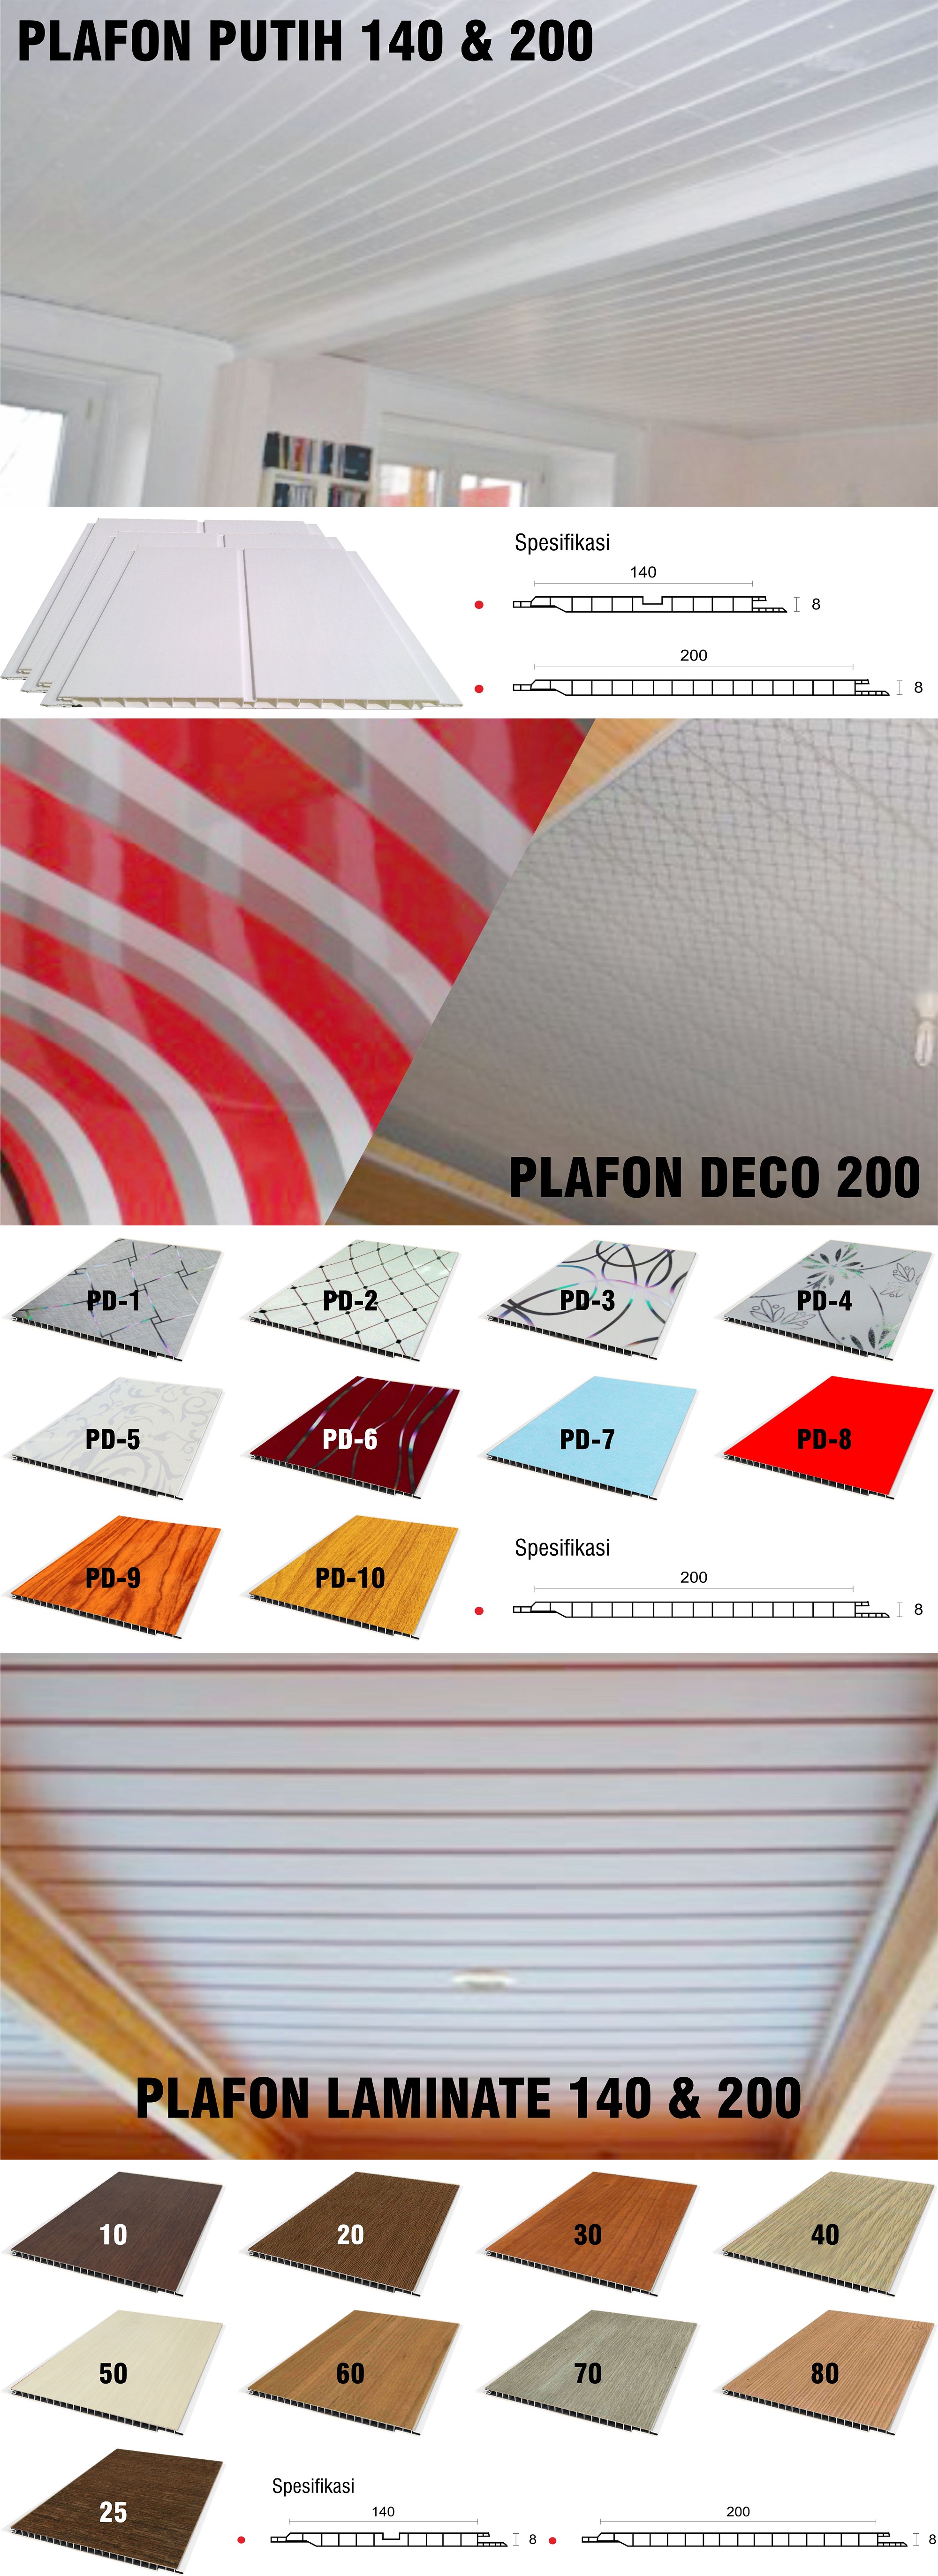 PLAFON PUTIH 140 & 200
Spesifikasi
140
8
200
8
PLAFON DECO 200
PD-1 PD-2 PD-3 PD-4
PD-5 PD-6 PD-7 PD-8
PD-9 PD-10
Spesifikasi
200
8
PLAFON LAMINATE 140 & 200
10 20 30 40
50 60 70 80
25
Spesifikasi
140 200
8 8